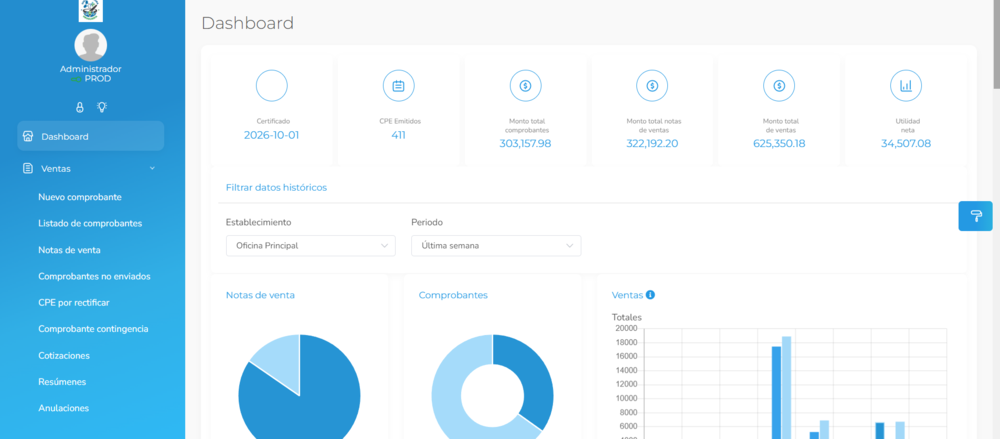 Dashboard
Administrador
PROD
Dashboard
Ventas
Nuevo comprobante
Listado de comprobantes
Notas de venta
Comprobantes no enviados
CPE por rectificar
Comprobante contingencia
Cotizaciones
Resúmenes
Anulaciones
Certificado
2026-10-01
CPE Emitidos
411
Monto total
comprobantes
303,157.98
Monto total notas
de ventas
322,192.20
Monto total
de ventas
625,350.18
Utilidad
neta
34,507.08
Filtrar datos históricos
Establecimiento
Oficina Principal
Periodo
Última semana
Notas de venta
Comprobantes
Ventas
Totales
20000
18000
16000
14000
12000
10000
8000
6000